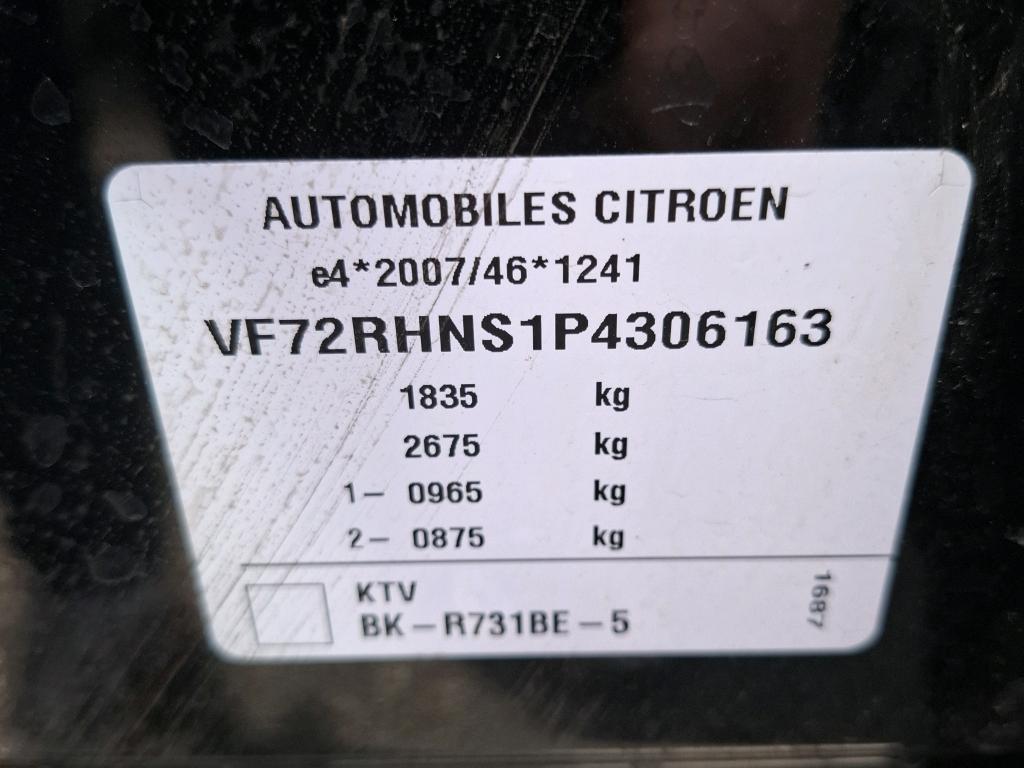 AUTOMOBILES CITROEN
e4*2007/46*1241
VF72RHNS1P4306163
1835 kg
2675 kg
1- 0965 kg
2- 0875 kg
KTV
BK-R731BE-5
1687